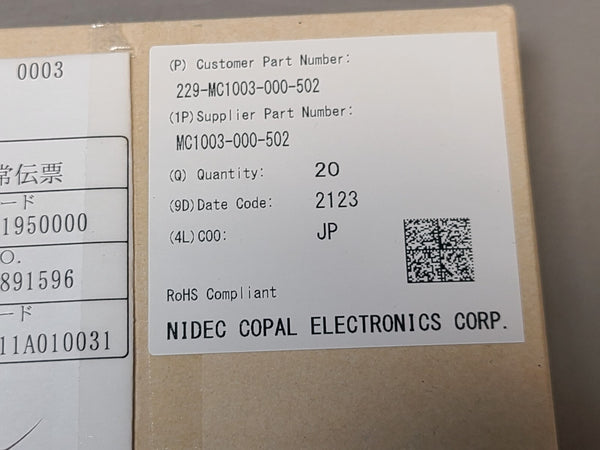 0003
常伝票
ード
1950000
O.
891596
ード
11A010031
(P) Customer Part Number:
229-MC1003-000-502
(1P)Supplier Part Number:
MC1003-000-502
(Q) Quantity: 20
(9D)Date Code: 2123
(4L)COO: JP
RoHS Compliant
NIDEC COPAL ELECTRONICS CORP.